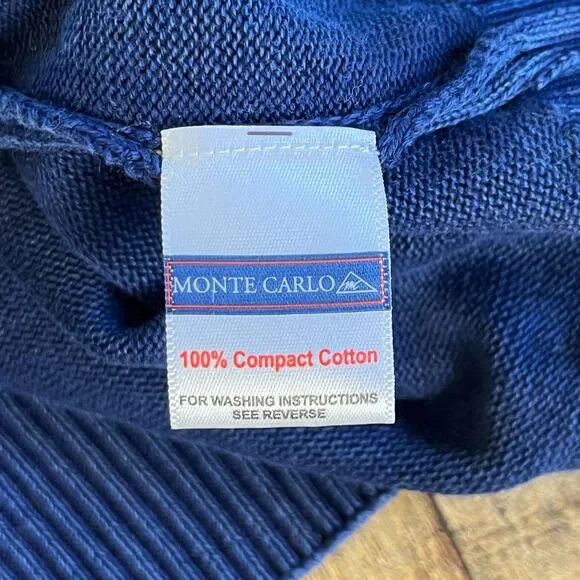 MONTE CARLO
100% Compact Cotton
FOR WASHING INSTRUCTIONS
SEE REVERSE